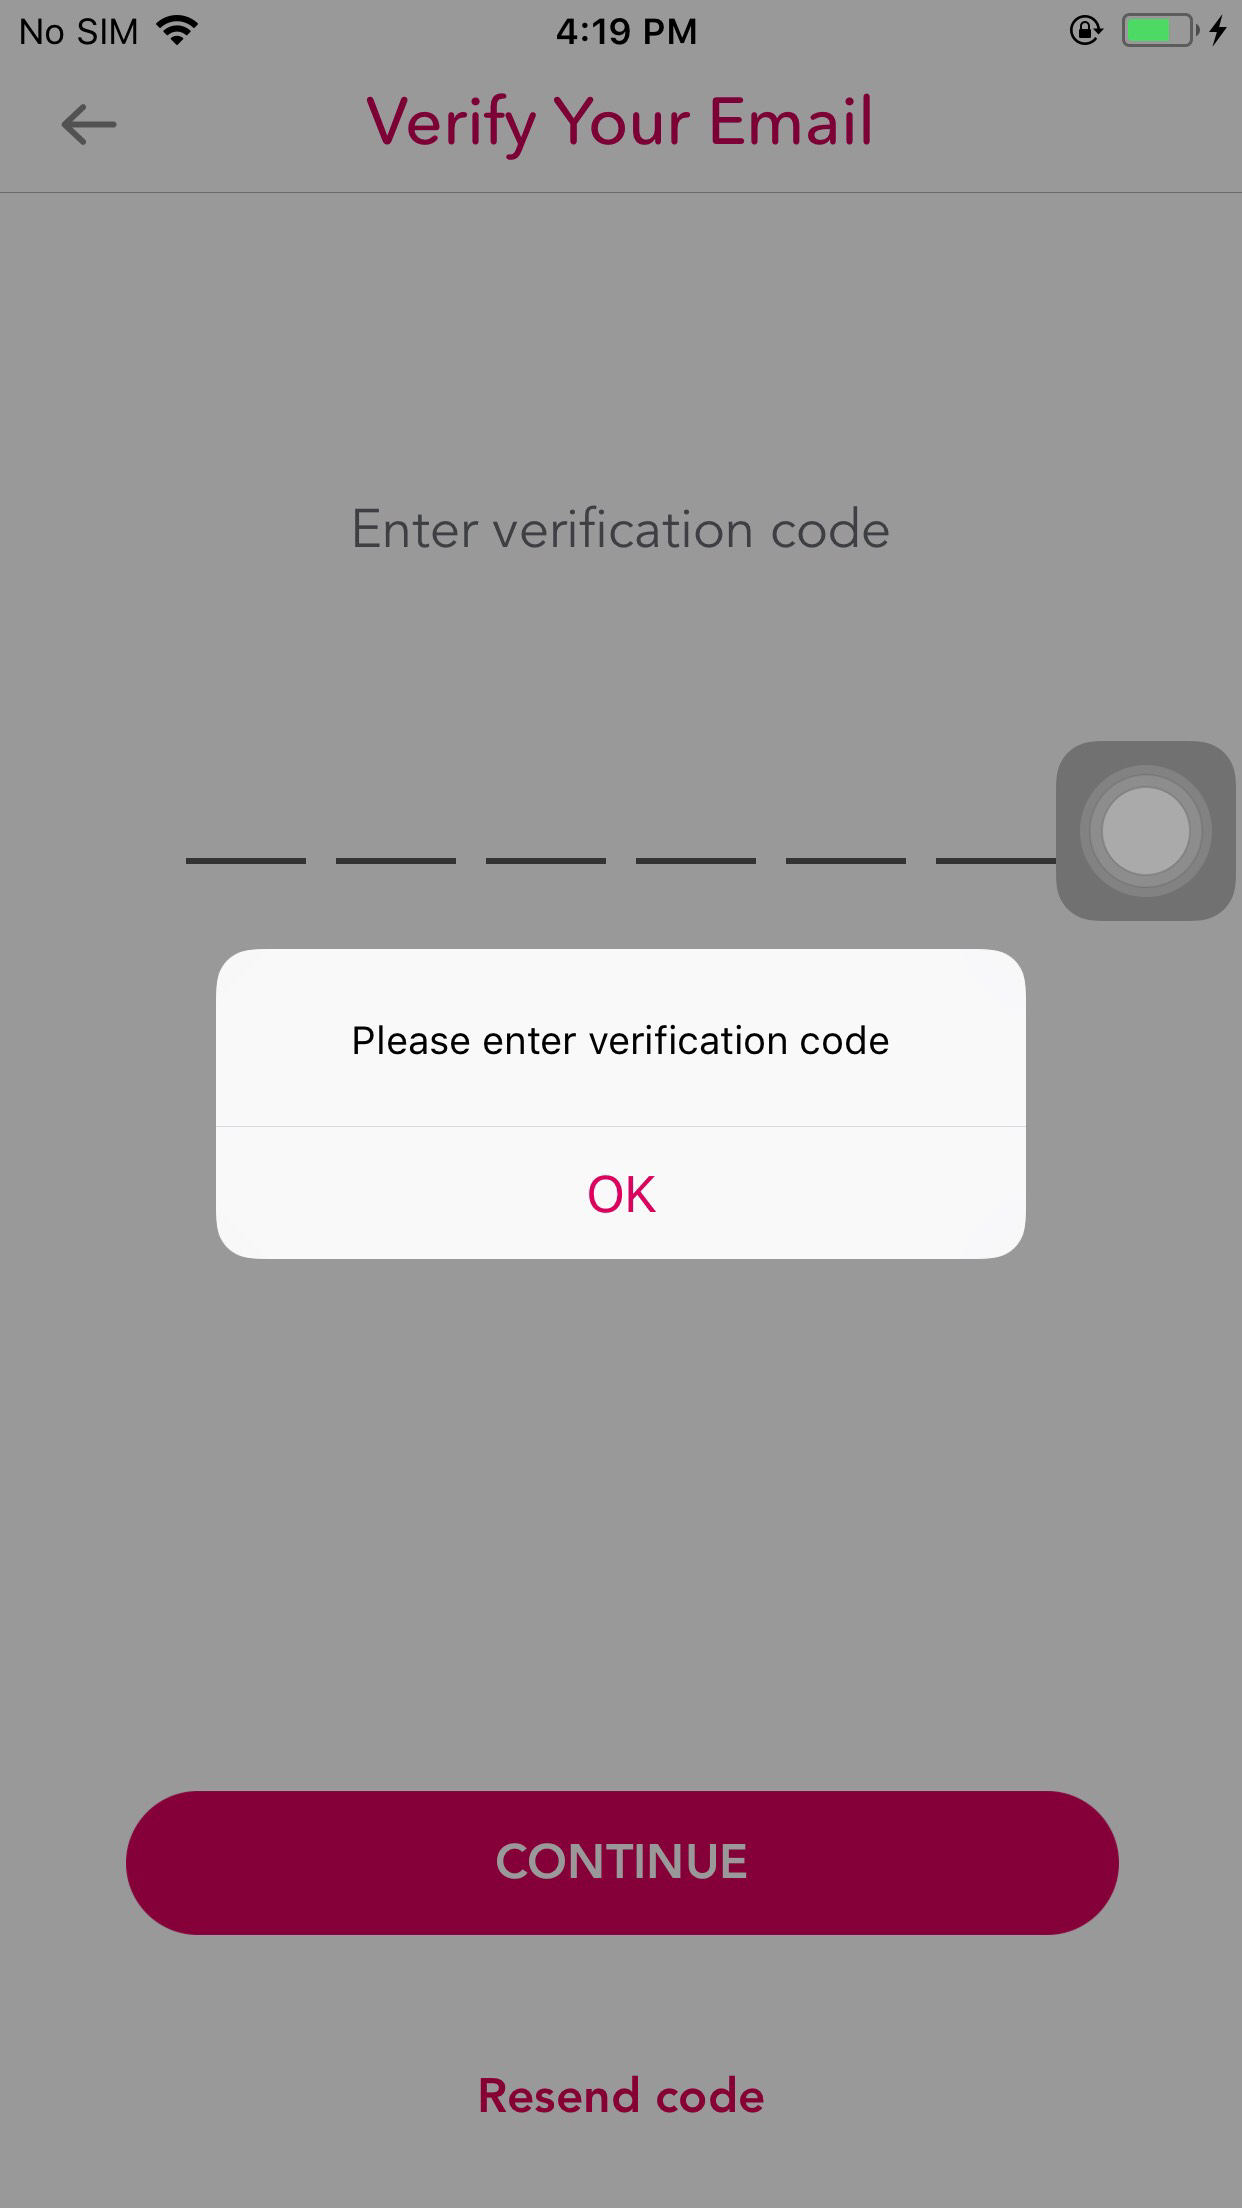 No SIM 4:19 PM
Verify Your Email
Enter verification code
Please enter verification code
OK
CONTINUE
Resend code